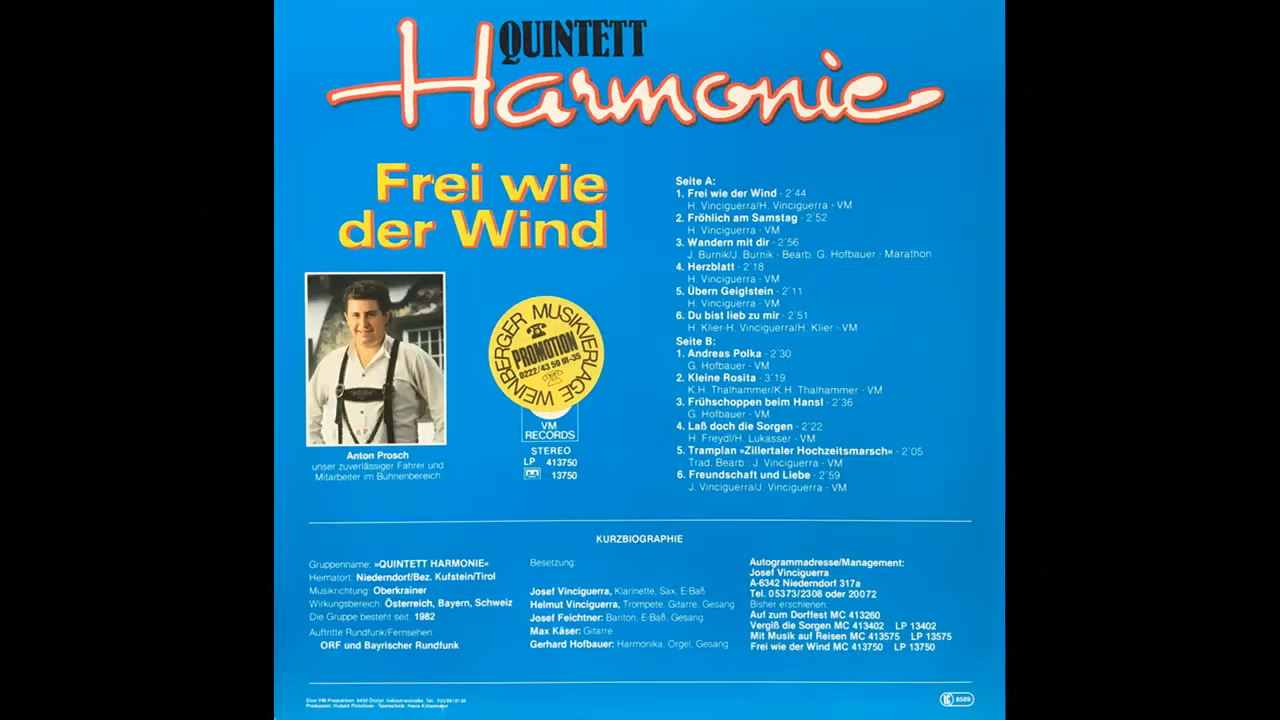 QUINTETT
Harmonie
Frei wie
der Wind
Seite A:
1. Frei wie der Wind - 2'44
H. Vinciguerra/H. Vinciguerra - VM
2. Fröhlich am Samstag - 2'52
H. Vinciguerra - VM
3. Wandern mit dir - 2'56
J. Burnik/J. Burnik - Bearb. G. Hofbauer - Marathon
4. Herzblatt - 2'18
H. Vinciguerra - VM
5. Übern Geiglstein - 2'11
H. Vinciguerra - VM
6. Du bist lieb zu mir - 2'51
H. Klier-H. Vinciguerra/H. Klier - VM
Seite B:
1. Andreas Polka - 2'30
G. Hofbauer - VM
2. Kleine Rosita - 3'19
K.H. Thalhammer/K.H. Thalhammer - VM
3. Frühschoppen beim Hansl - 2'36
G. Hofbauer - VM
4. Laß doch die Sorgen - 2'22
H. Freydl/H. Lukasser - VM
5. Tramplan »Zillertaler Hochzeitsmarsch« - 2'05
Trad. Bearb.: J. Vinciguerra - VM
6. Freundschaft und Liebe - 2'59
J. Vinciguerra/J. Vinciguerra - VM
WEINBERGER MUSIKVERLAGE
PROMOTION
0222/43 59 91-35
VM
RECORDS
STEREO
LP 413750
13750
Anton Prosch
unser zuverlässiger Fahrer und
Mitarbeiter im Bühnenbereich
KURZBIOGRAPHIE
Gruppenname: »QUINTETT HARMONIE«
Heimatort: Niederndorf/Bez. Kufstein/Tirol
Musikrichtung: Oberkrainer
Wirkungsbereich: Österreich, Bayern, Schweiz
Die Gruppe besteht seit: 1982
Auftritte Rundfunk/Fernsehen
ORF und Bayrischer Rundfunk
Besetzung:
Josef Vinciguerra, Klarinette, Sax, E-Baß
Helmut Vinciguerra, Trompete, Gitarre, Gesang
Josef Feichtner: Bariton, E-Baß, Gesang
Max Käser: Gitarre
Gerhard Hofbauer: Harmonika, Orgel, Gesang
Autogrammadresse/Management:
Josef Vinciguerra
A-6342 Niederndorf 317a
Tel. 05373/2308 oder 20072
Bisher erschienen:
Auf zum Dorffest MC 413260
Vergiß die Sorgen MC 413402 LP 13402
Mit Musik auf Reisen MC 413575 LP 13575
Frei wie der Wind MC 413750 LP 13750
Eine VM Produktion
8589